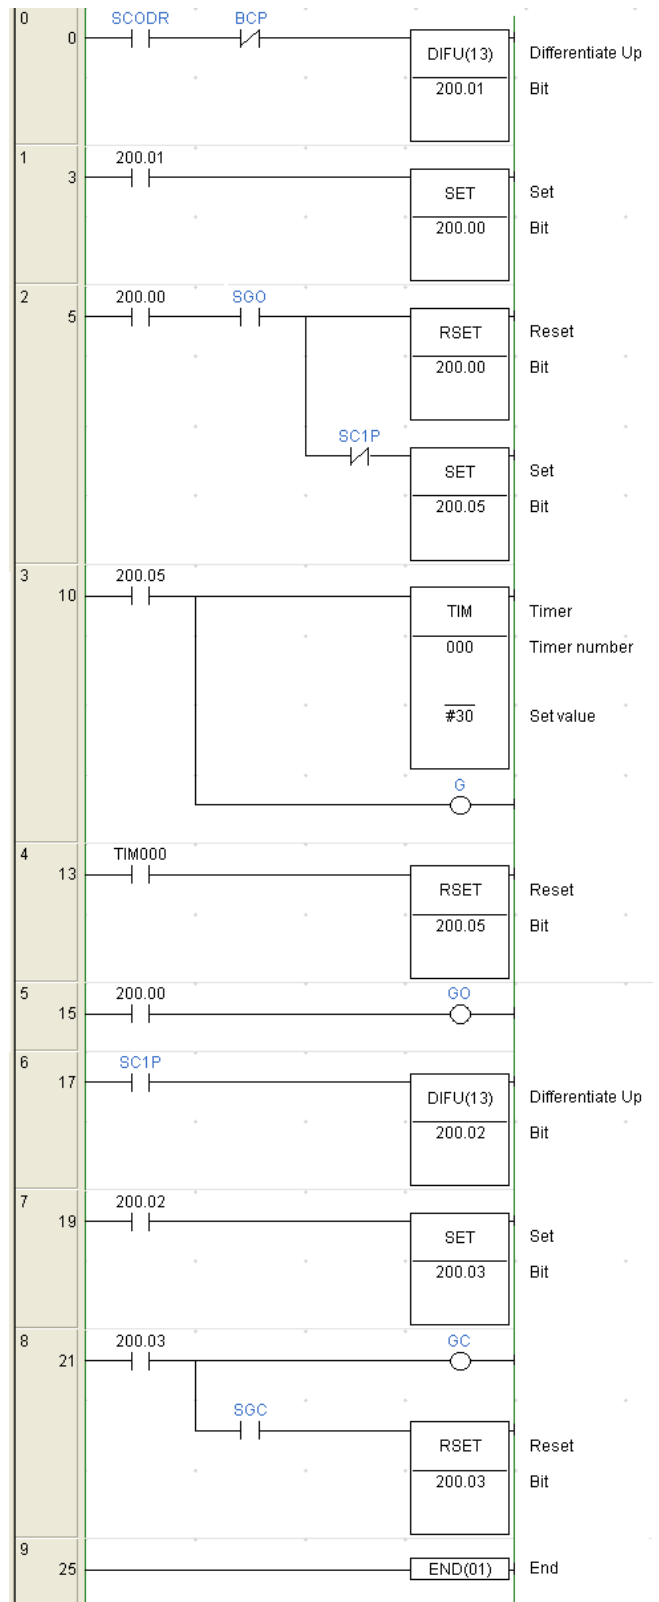 0
SCODR BCP
0
DIFU(13) Differentiate Up
200.01 Bit
1
200.01
3
SET Set
200.00 Bit
2
200.00 SGO
5
RSET Reset
200.00 Bit
SC1P
SET Set
200.05 Bit
3
200.05
10
TIM Timer
000 Timer number
#30 Set value
G
4
TIM000
13
RSET Reset
200.05 Bit
5
200.00 GO
15
6
SC1P
17
DIFU(13) Differentiate Up
200.02 Bit
7
200.02
19
SET Set
200.03 Bit
8
200.03 GC
21
SGC
RSET Reset
200.03 Bit
9
25
END(01) End